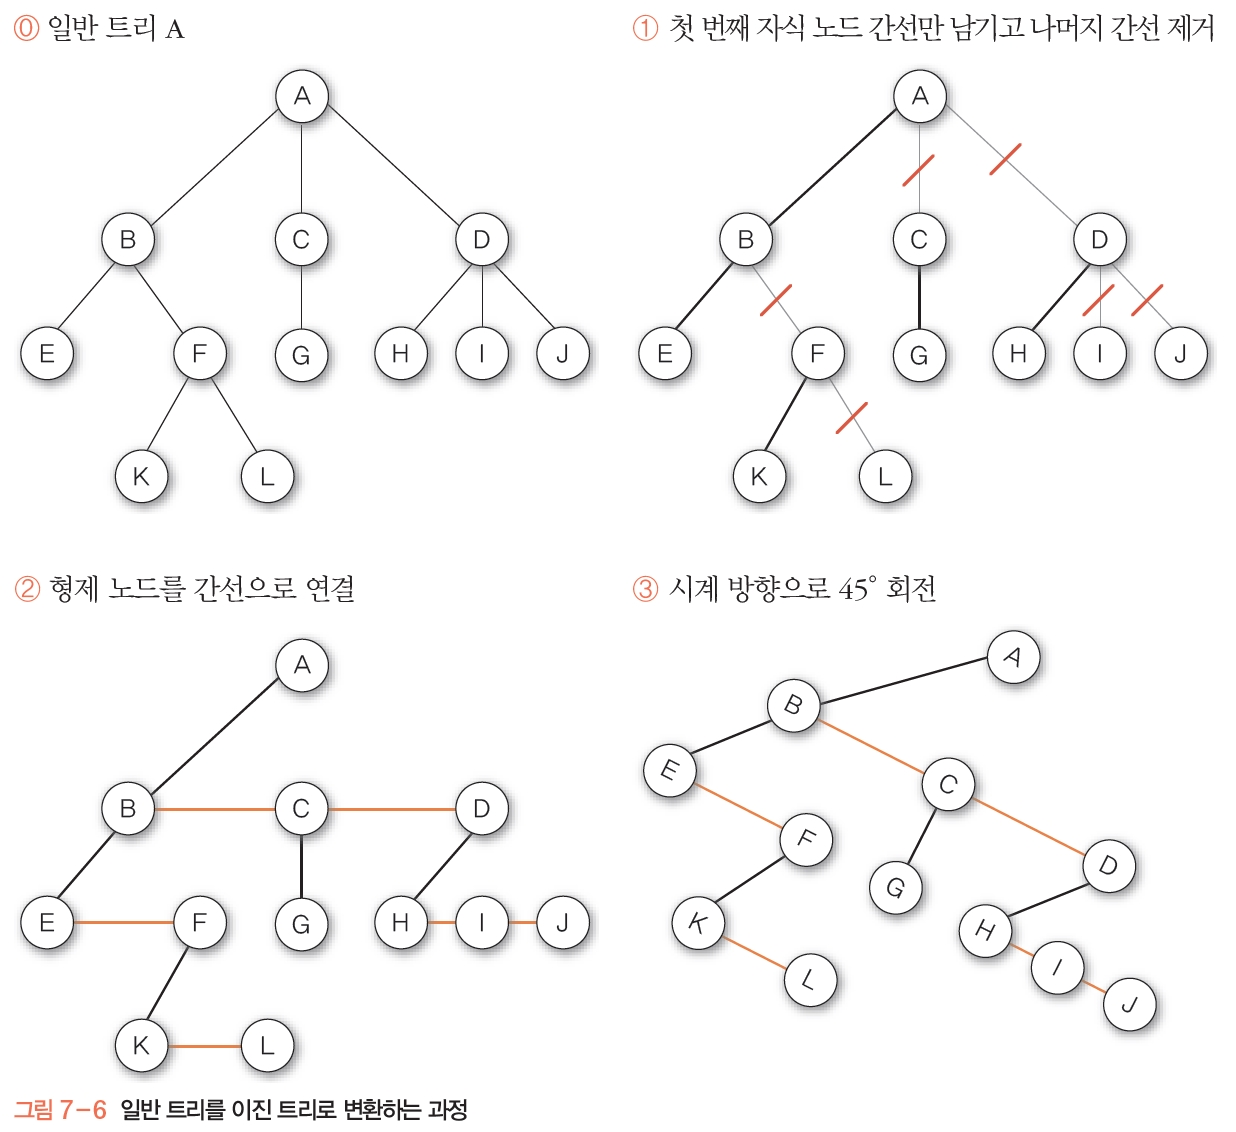 ⓪ 일반 트리 A
① 첫 번째 자식 노드 간선만 남기고 나머지 간선 제거
A
A
B
C
D
B
C
D
E
F
G
H
I
J
E
F
G
H
I
J
K
L
K
L
② 형제 노드를 간선으로 연결
③ 시계 방향으로 45° 회전
A
B
C
D
E
F
G
H
I
J
K
L
A
B
E
C
F
D
G
K
H
L
I
J
그림 7-6 일반 트리를 이진 트리로 변환하는 과정